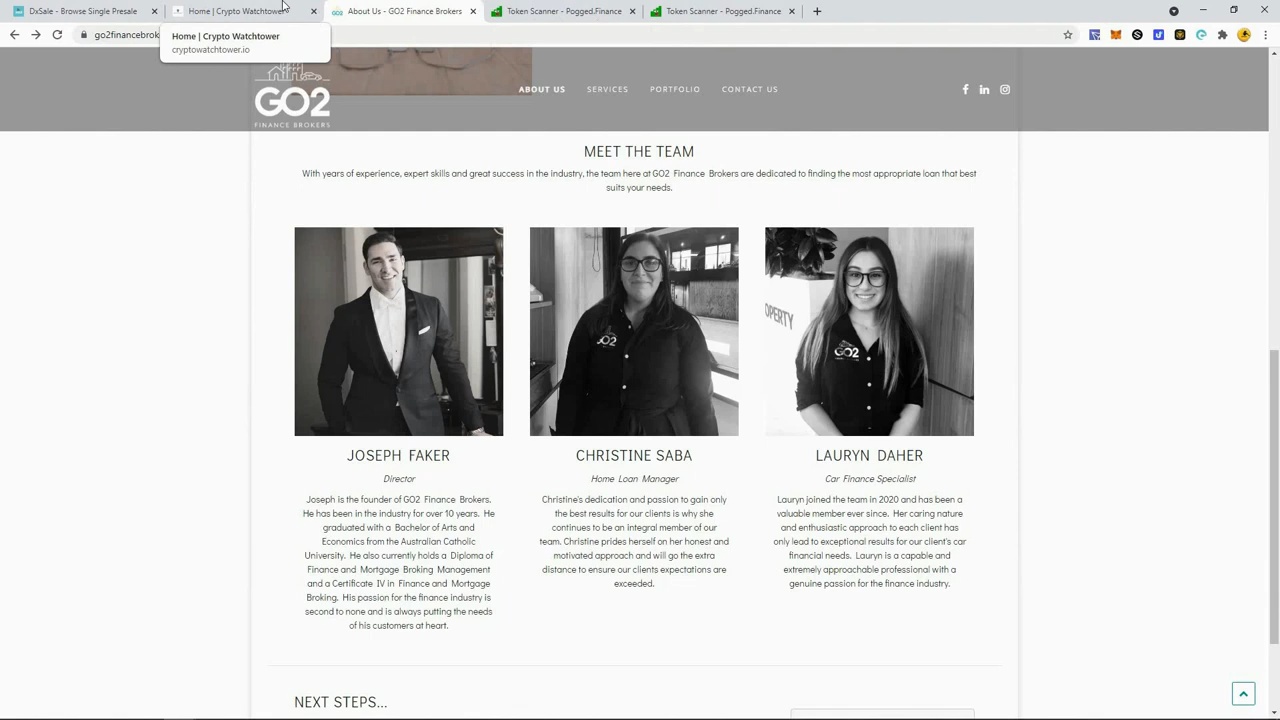 DxSale - Browse Single Presale
Home | Crypto Watchtower
About Us - GO2 Finance Brokers
Token Scanner - Pogged.Finance
Token Scanner - Pogged.Finance
go2financebrok
Home | Crypto Watchtower
cryptowatchtower.io
GO2
FINANCE BROKERS
ABOUT US
SERVICES
PORTFOLIO
CONTACT US
MEET THE TEAM
With years of experience, expert skills and great success in the industry, the team here at GO2 Finance Brokers are dedicated to finding the most appropriate loan that best
suits your needs.
PROPERTY
GO2
GO2
JOSEPH FAKER
Director
Joseph is the founder of GO2 Finance Brokers.
He has been in the industry for over 10 years. He
graduated with a Bachelor of Arts and
Economics from the Australian Catholic
University. He also currently holds a Diploma of
Finance and Mortgage Broking Management
and a Certificate IV in Finance and Mortgage
Broking. His passion for the finance industry is
second to none and is always putting the needs
of his customers at heart.
CHRISTINE SABA
Home Loan Manager
Christine's dedication and passion to gain only
the best results for our clients is why she
continues to be an integral member of our
team. Christine prides herself on her honest and
motivated approach and will go the extra
distance to ensure our clients expectations are
exceeded.
LAURYN DAHER
Car Finance Specialist
Lauryn joined the team in 2020 and has been a
valuable member ever since. Her caring nature
and enthusiastic approach to each client has
only lead to exceptional results for our client's car
financial needs. Lauryn is a capable and
extremely approachable professional with a
genuine passion for the finance industry.
NEXT STEPS...